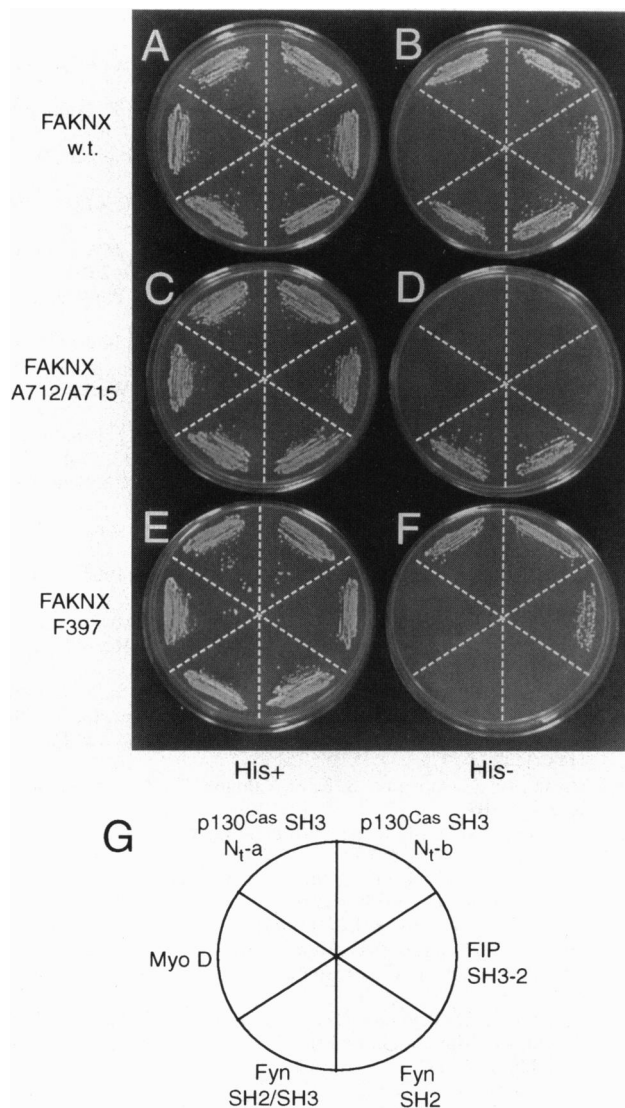 A
B
FAKNX
w.t.
C
D
FAKNX
A712/A715
E
F
FAKNX
F397
His+
His-
G
p130Cas SH3
Nt-a
p130Cas SH3
Nt-b
Myo D
FIP
SH3-2
Fyn
SH2/SH3
Fyn
SH2